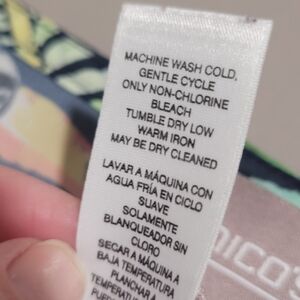 MACHINE WASH COLD,
GENTLE CYCLE
ONLY NON-CHLORINE
BLEACH
TUMBLE DRY LOW
WARM IRON
MAY BE DRY CLEANED
LAVAR A MÁQUINA CON
AGUA FRÍA EN CICLO
SUAVE
SOLAMENTE
BLANQUEADOR SIN
CLORO
SECAR A MÁQUINA A
BAJA TEMPERATURA
PLANCHAR A
TEMPERATURA